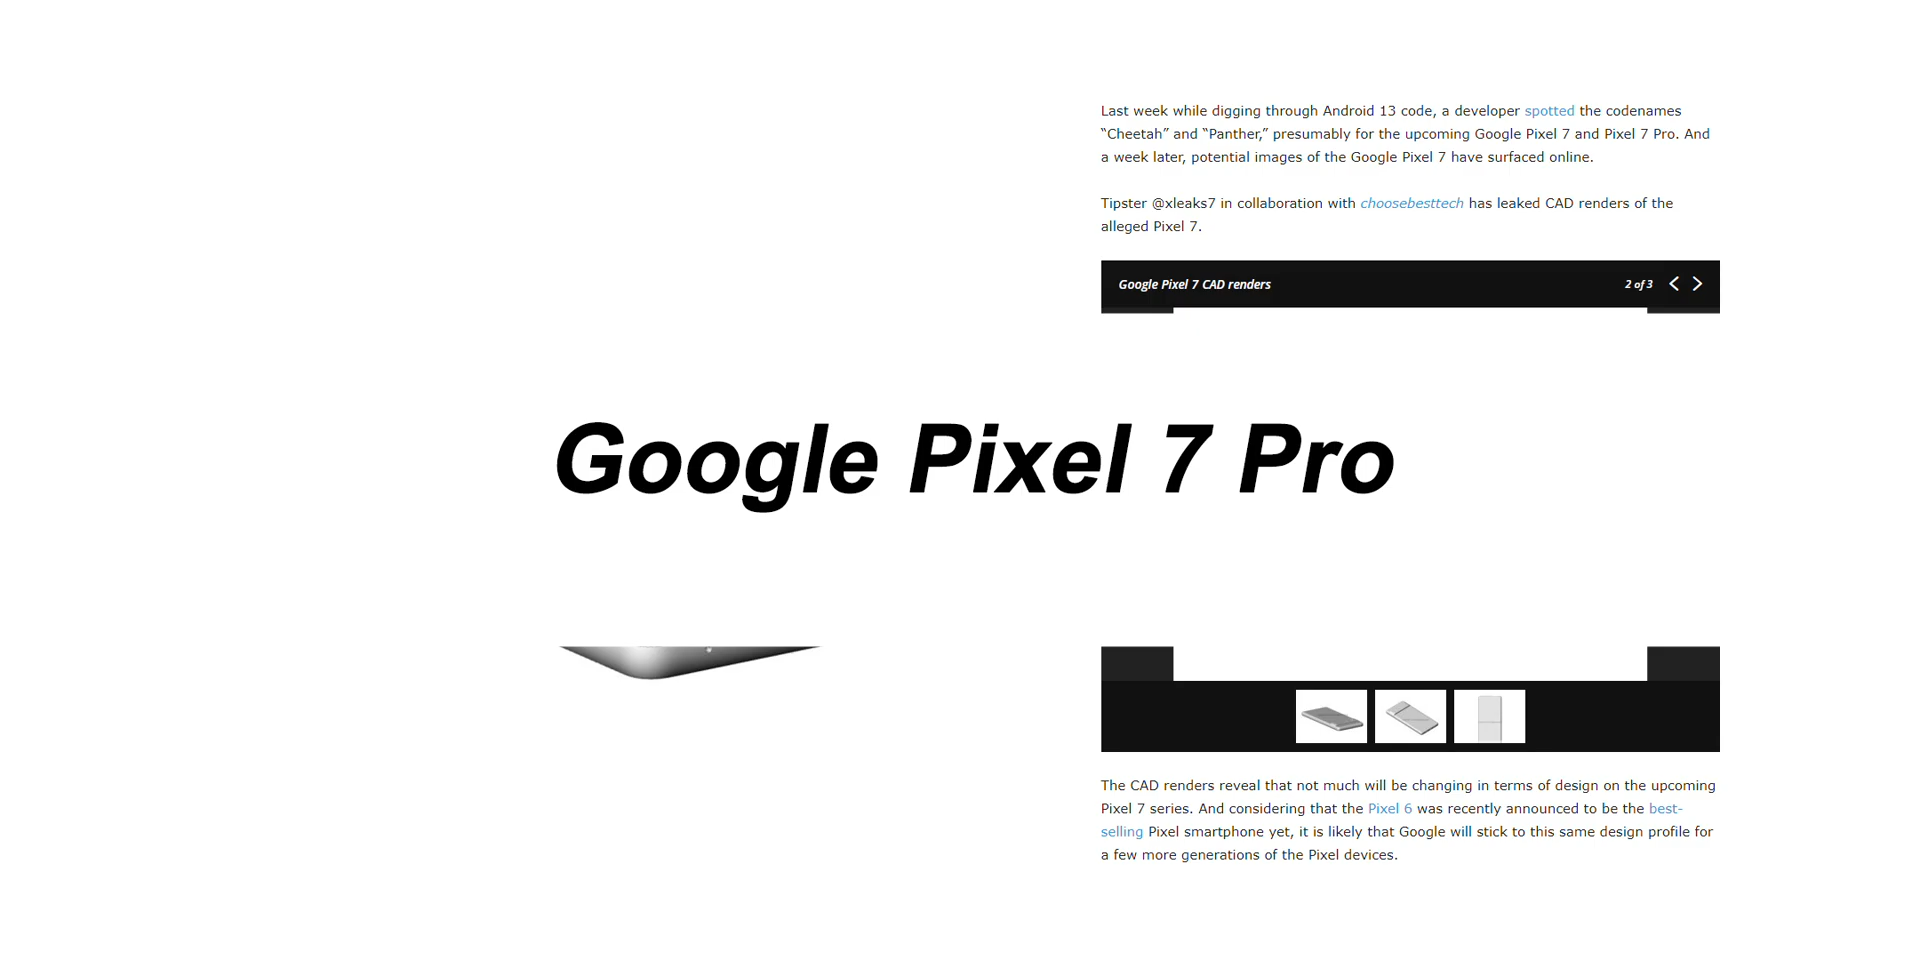 Last week while digging through Android 13 code, a developer spotted the codenames
“Cheetah” and “Panther,” presumably for the upcoming Google Pixel 7 and Pixel 7 Pro. And
a week later, potential images of the Google Pixel 7 have surfaced online.
Tipster @xleaks7 in collaboration with choosebesttech has leaked CAD renders of the
alleged Pixel 7.
Google Pixel 7 CAD renders 2 of 3
Google Pixel 7 Pro
The CAD renders reveal that not much will be changing in terms of design on the upcoming
Pixel 7 series. And considering that the Pixel 6 was recently announced to be the best-
selling Pixel smartphone yet, it is likely that Google will stick to this same design profile for
a few more generations of the Pixel devices.